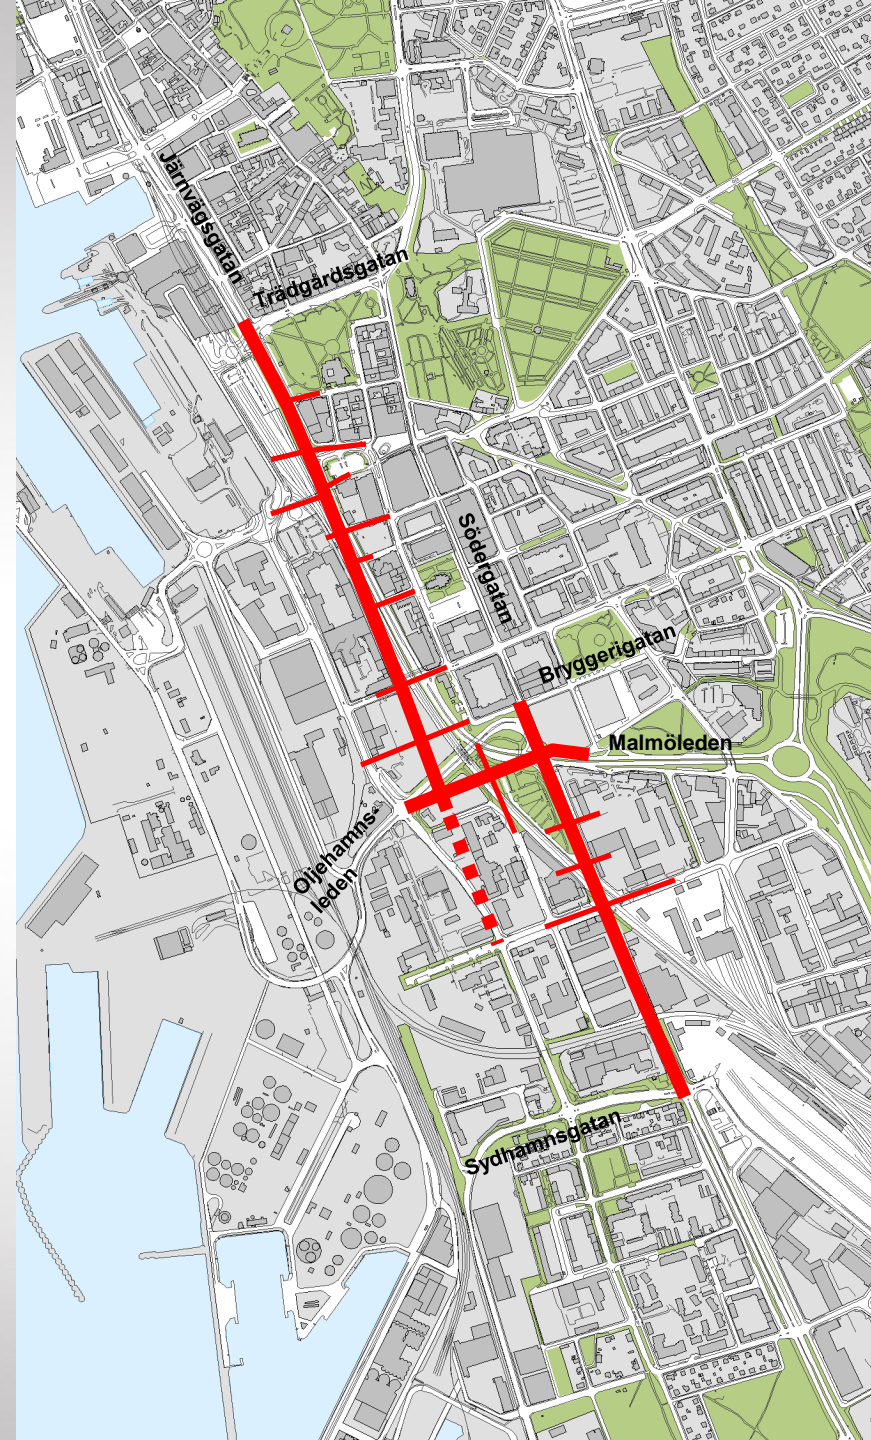 Järnvägsgatan
Trädgårdsgatan
Södergatan
Bryggerigatan
Malmöleden
Oljehamns-
leden
Sydhamnsgatan